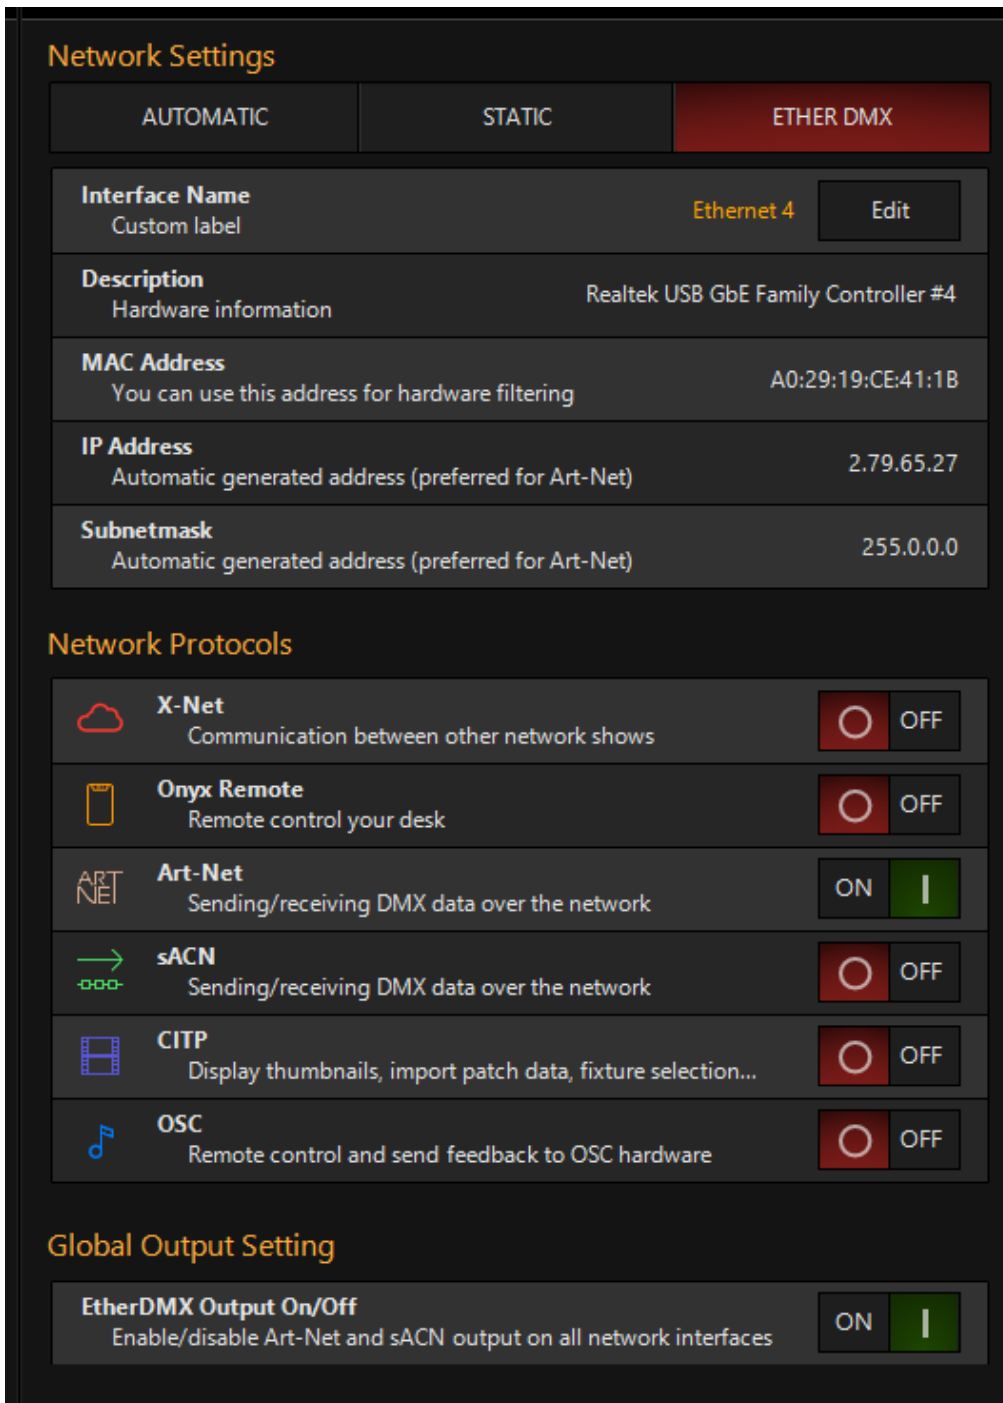 Network Settings
AUTOMATIC STATIC ETHER DMX
Interface Name
Custom label
Ethernet 4 Edit
Description
Hardware information
Realtek USB GbE Family Controller #4
MAC Address
You can use this address for hardware filtering
A0:29:19:CE:41:1B
IP Address
Automatic generated address (preferred for Art-Net)
2.79.65.27
Subnetmask
Automatic generated address (preferred for Art-Net)
255.0.0.0
Network Protocols
X-Net
Communication between other network shows
OFF
Onyx Remote
Remote control your desk
OFF
ART
NET
Art-Net
Sending/receiving DMX data over the network
ON
sACN
Sending/receiving DMX data over the network
OFF
CITP
Display thumbnails, import patch data, fixture selection...
OFF
OSC
Remote control and send feedback to OSC hardware
OFF
Global Output Setting
EtherDMX Output On/Off
Enable/disable Art-Net and sACN output on all network interfaces
ON